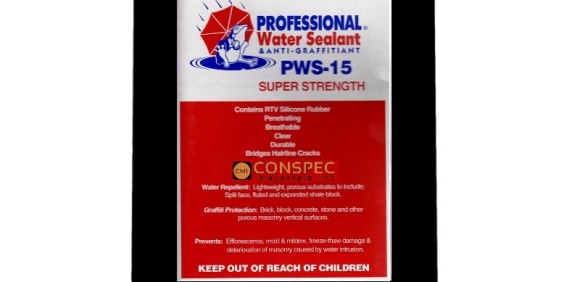 PROFESSIONAL®
Water Sealant
& ANTI-GRAFFITIANT
PWS-15
SUPER STRENGTH
Contains RTV Silicone Rubber
Penetrating
Breathable
Clear
Durable
Bridges Hairline Cracks
CMI CONSPEC
Water Repellent: Lightweight, porous substrates to include:
Split face, fluted and expanded shale block.
Graffiti Protection: Brick, block, concrete, stone and other
porous masonry vertical surfaces.
Prevents: Efflorescence, mold & mildew, freeze-thaw damage &
deterioration of masonry caused by water intrusion.
KEEP OUT OF REACH OF CHILDREN